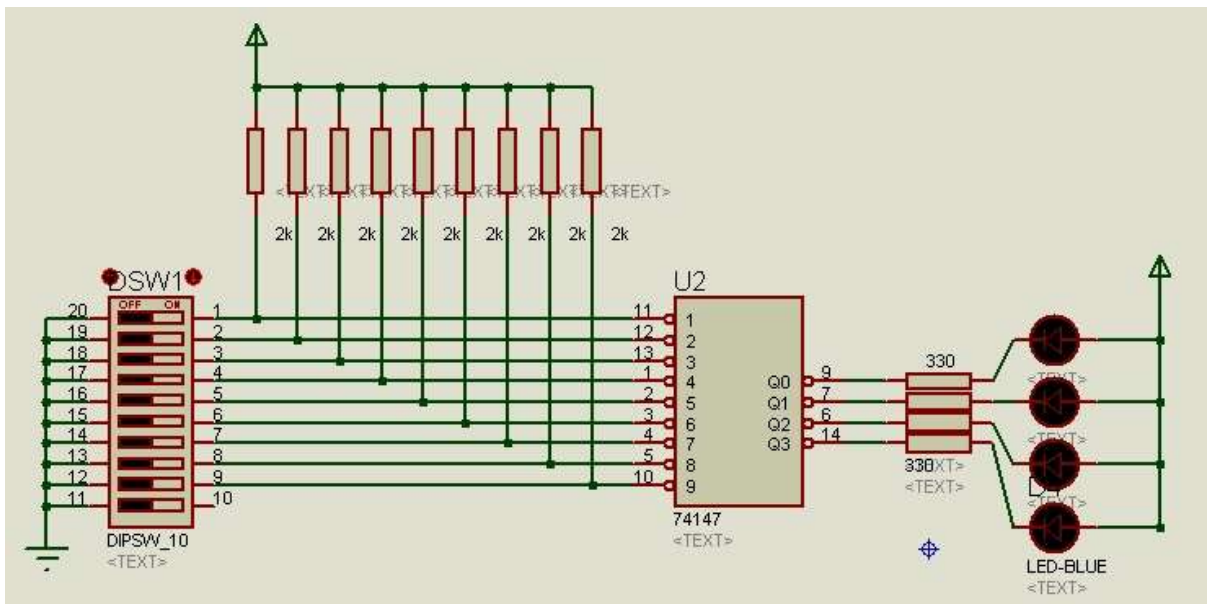 <TEXT>
2k 2k 2k 2k 2k 2k 2k 2k
DSW1
OFF ON
20 1
19 2
18 3
17 4
16 5
15 6
14 7
13 8
12 9
11 10
DIPSW_10
<TEXT>
U2
11 1
12 2
13 3
1 4
2 5
3 6
4 7
5 8
10 9
Q0 9
Q1 7
Q2 6
Q3 14
74147
<TEXT>
330
<TEXT>
<TEXT>
<TEXT>
<TEXT>
LED-BLUE
<TEXT>